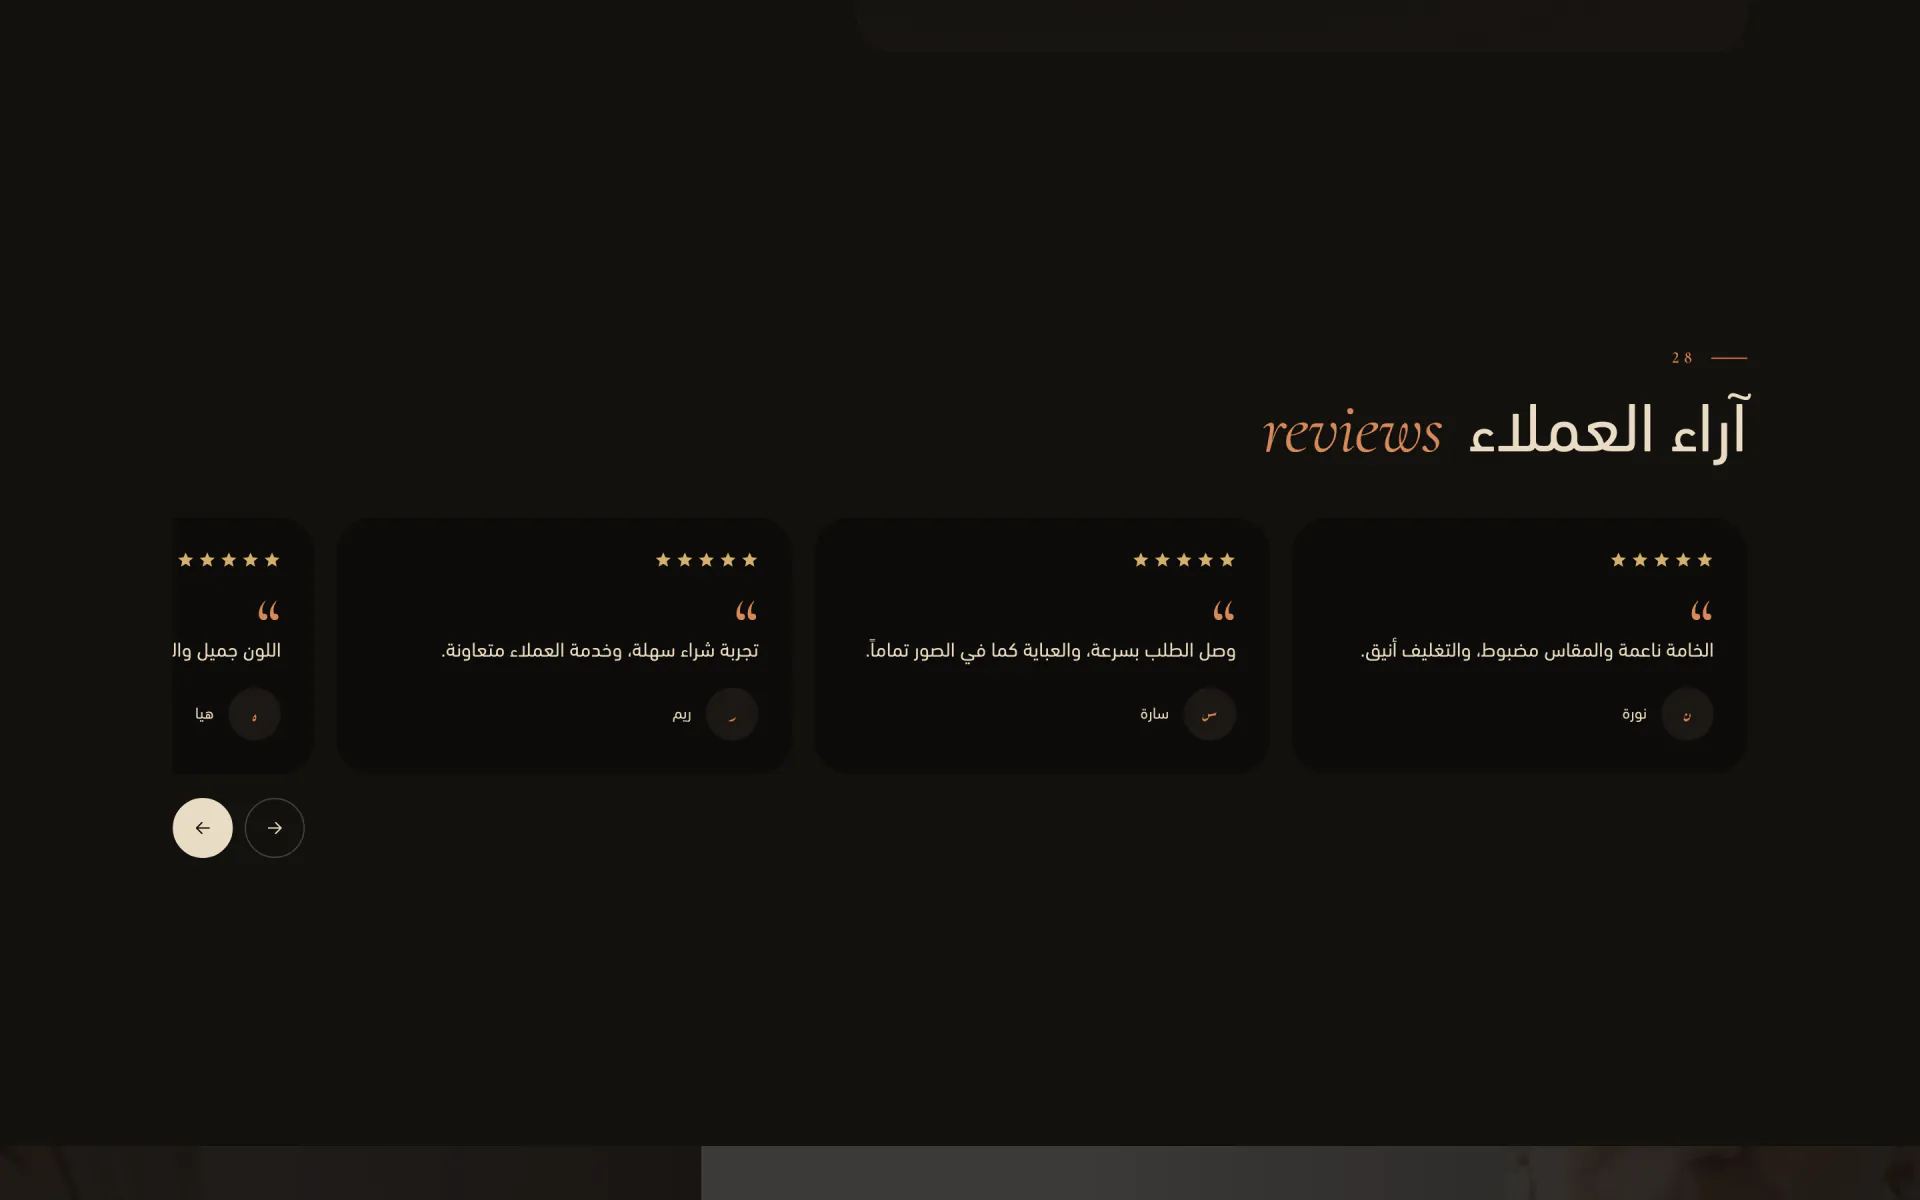 28
آراء العملاء reviews
“
الخامة ناعمة والمقاس مضبوط، والتغليف أنيق.
ن
نورة
“
وصل الطلب بسرعة، والعباية كما في الصور تماماً.
س
سارة
“
تجربة شراء سهلة، وخدمة العملاء متعاونة.
ر
ريم
“
اللون جميل وال
ه
هيا